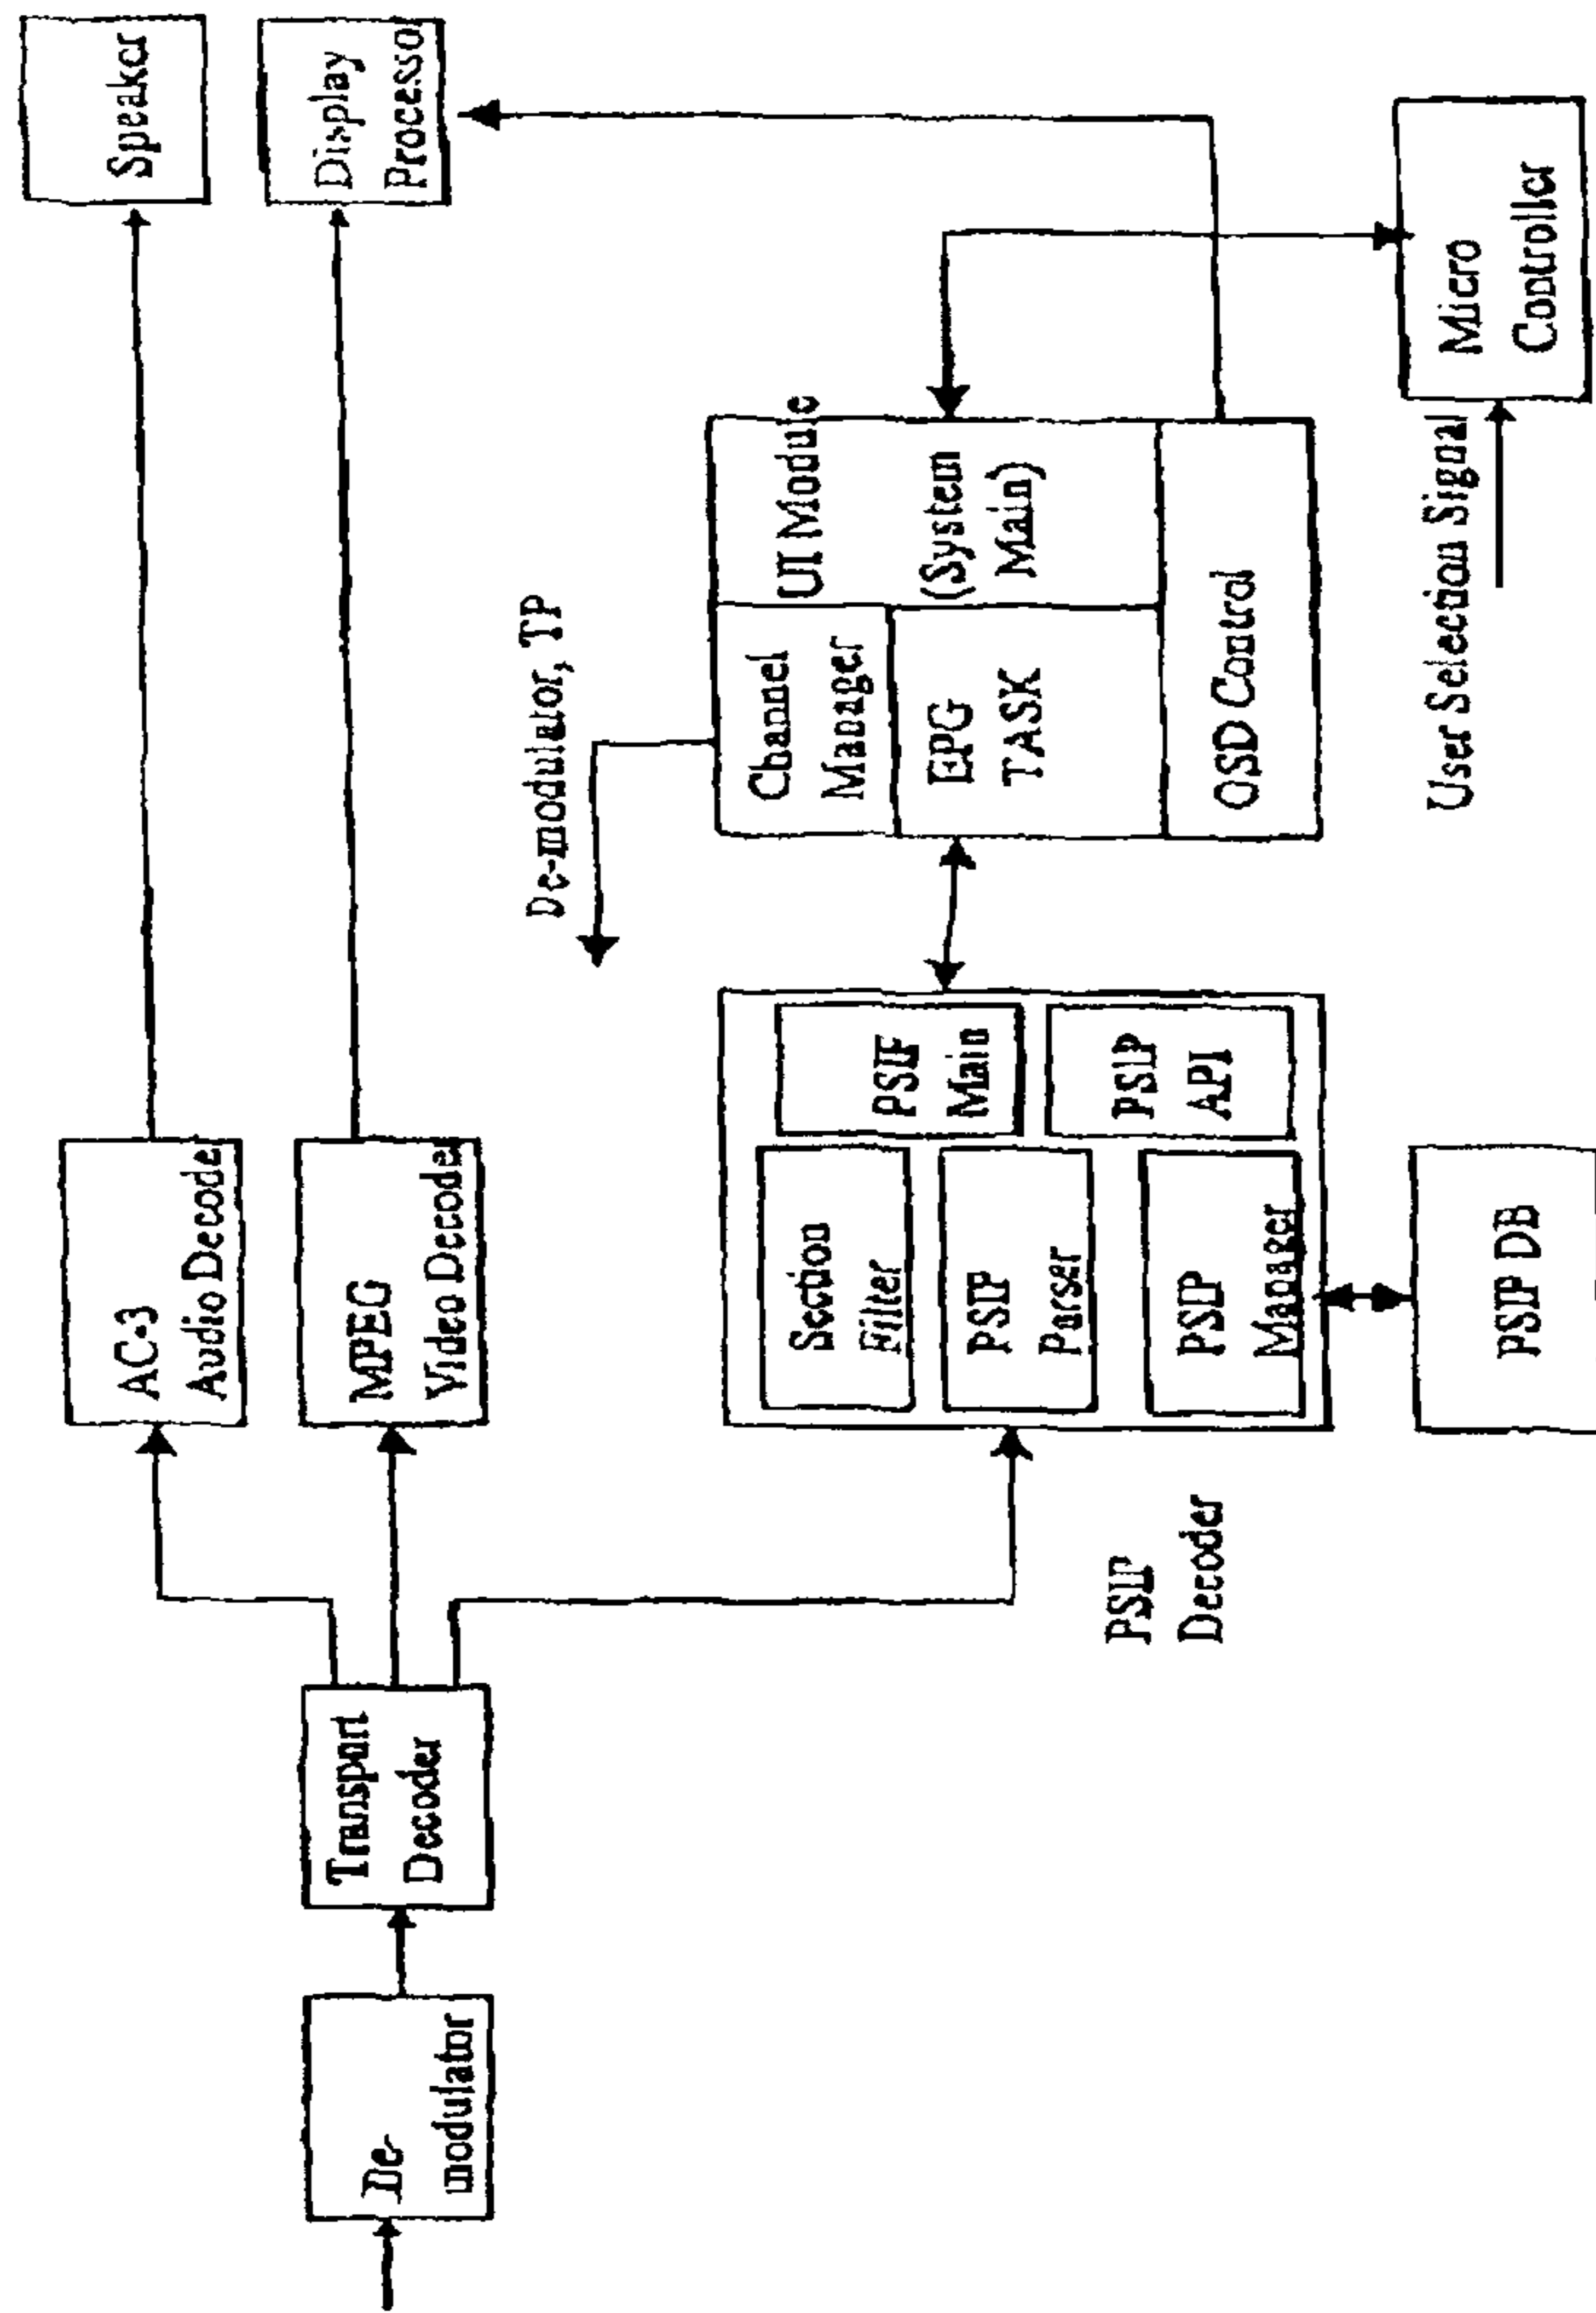 Speaker
Display
Processor
AC-3
Audio Decode
MPEG
Video Decode
Transport
Decoder
De-
modulator
De-modulator, TP
Channel
Manager
UI Module
(System
Main)
EPG
TASK
OSD Control
Section
Filter
PSIP
Main
PSIP
Parser
PSIP
API
PSIP
Manager
PSIP
Decoder
PSIP DB
Micro
Controller
User Selection Signal